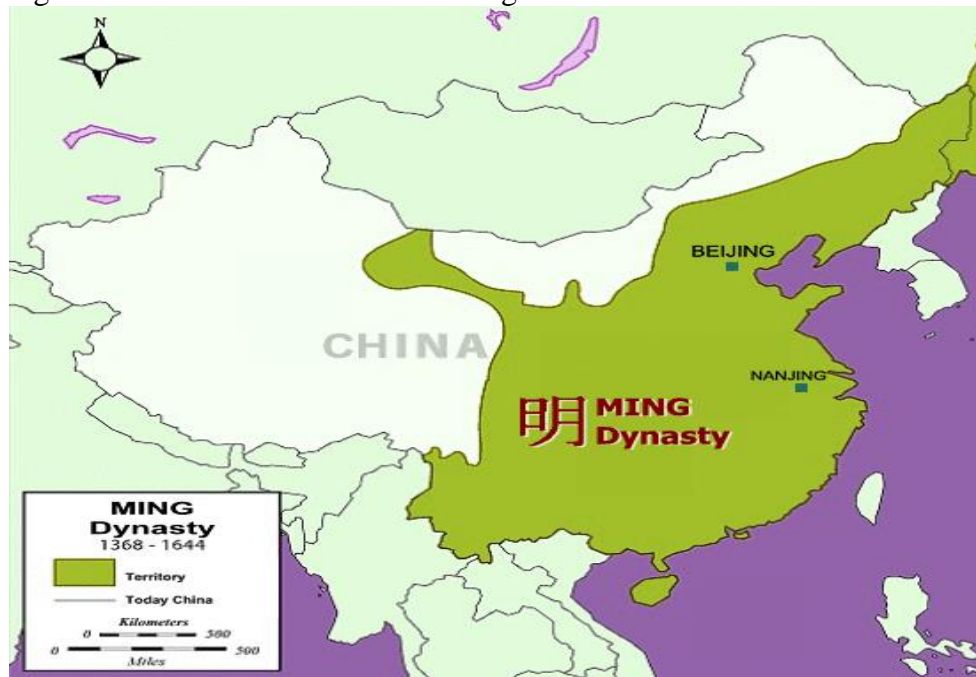 N
BEIJING
CHINA
NANJING
明 MING
Dynasty
MING
Dynasty
1368 - 1644
Territory
Today China
Kilometers
0 500
0 500
Miles